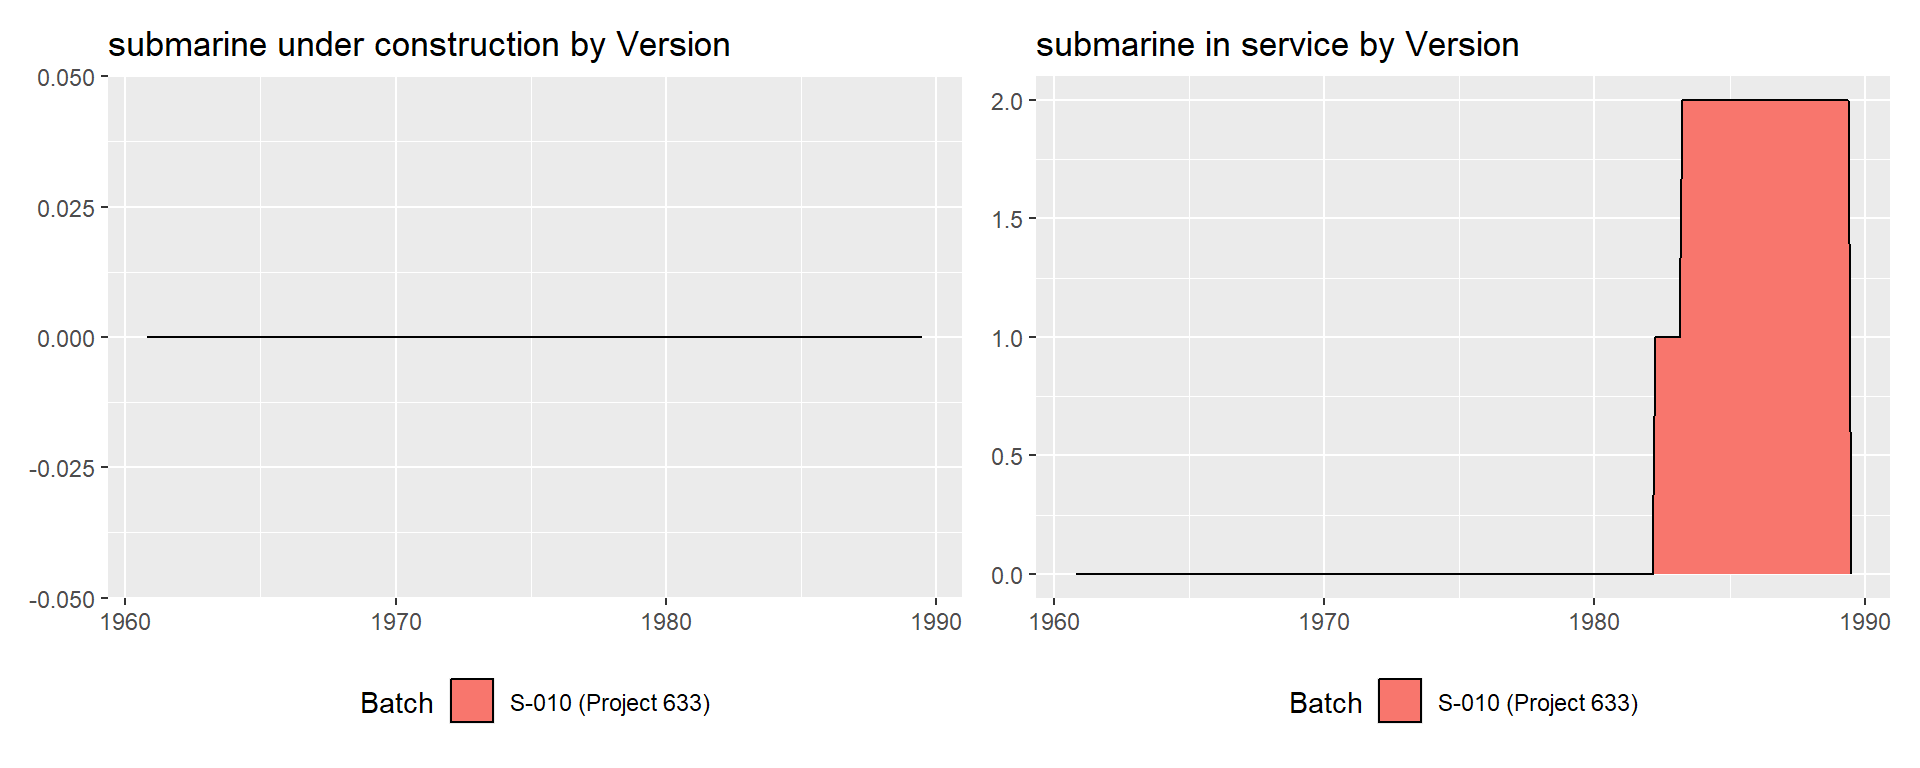 submarine under construction by Version
0.050
0.025
0.000
-0.025
-0.050
1960 1970 1980 1990
Batch S-010 (Project 633)
submarine in service by Version
2.0
1.5
1.0
0.5
0.0
1960 1970 1980 1990
Batch S-010 (Project 633)